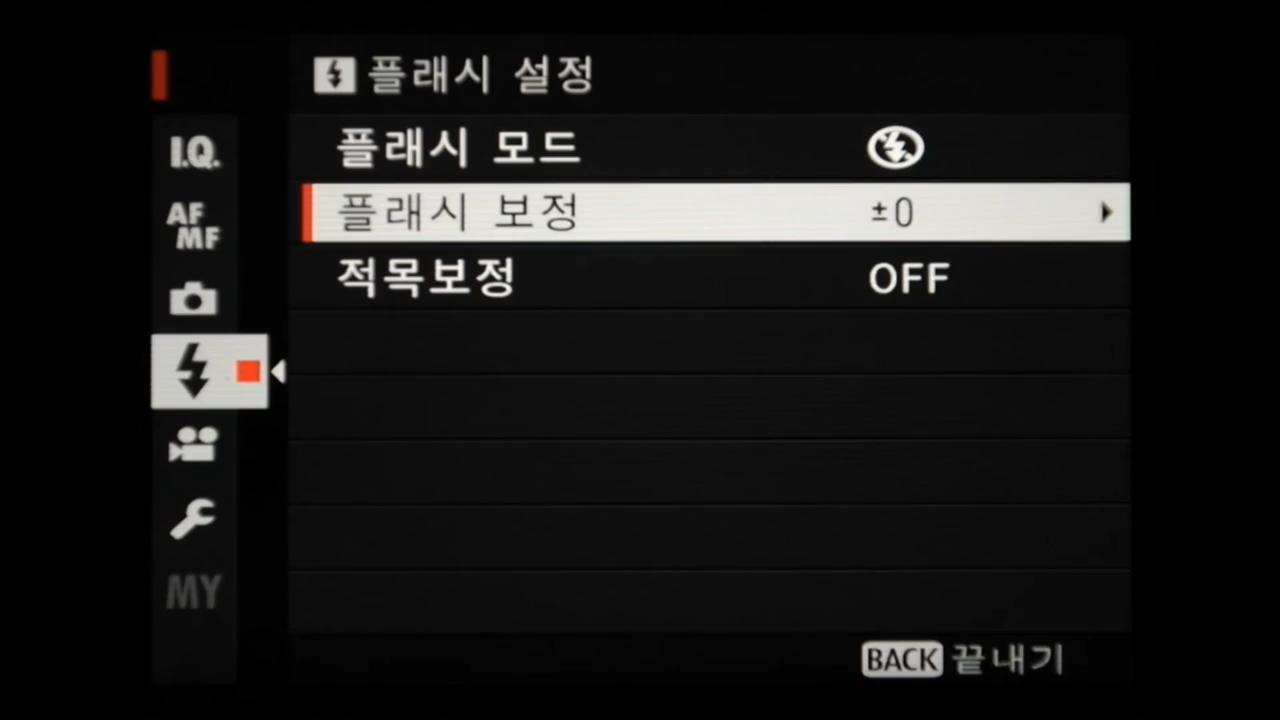 플래시 설정
I.Q.
플래시 모드
플래시 보정 ±0
AF
MF
적목보정 OFF
MY
BACK 끝내기